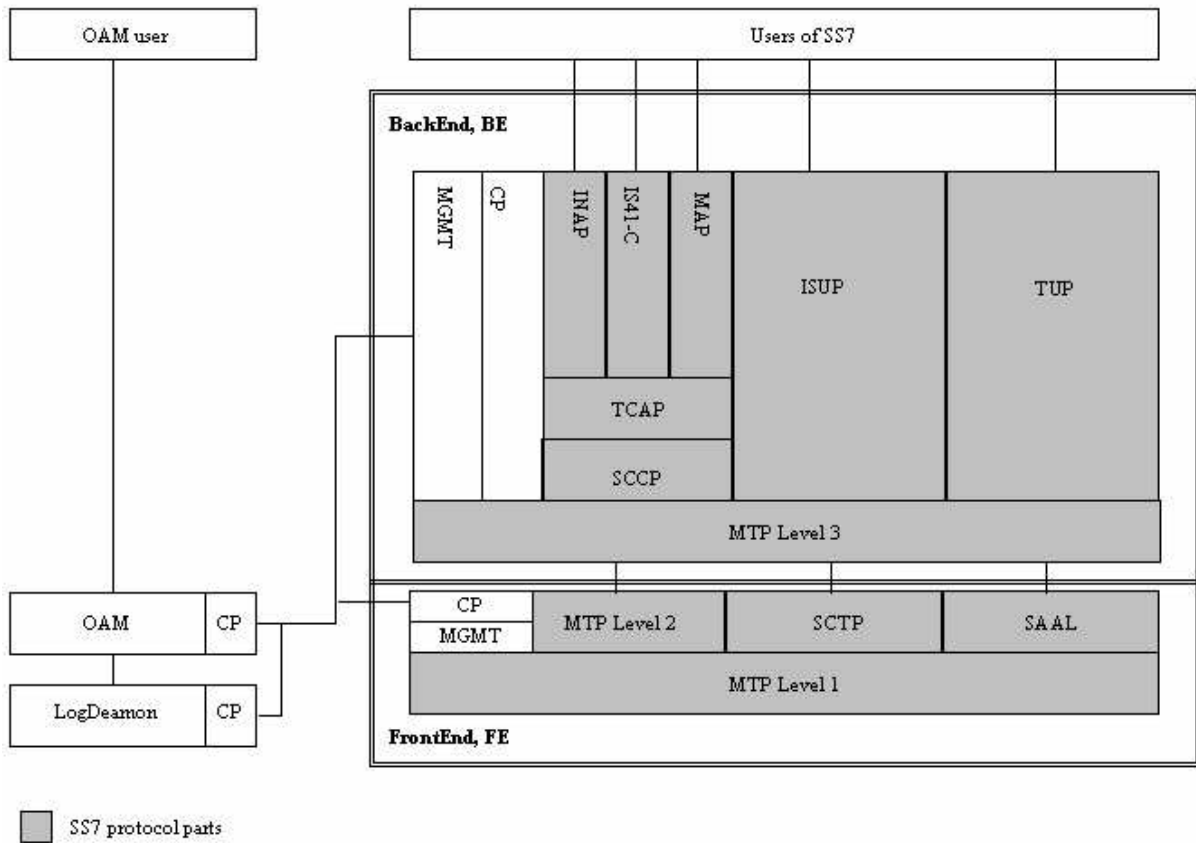 OAM user
Users of SS7
BackEnd, BE
MGMT
CP
INAP
IS41-C
MAP
ISUP
TUP
TCAP
SCCP
MTP Level 3
OAM
CP
CP
MGMT
MTP Level 2
SCTP
SAAL
LogDeamon
CP
MTP Level 1
FrontEnd, FE
SS7 protocol parts